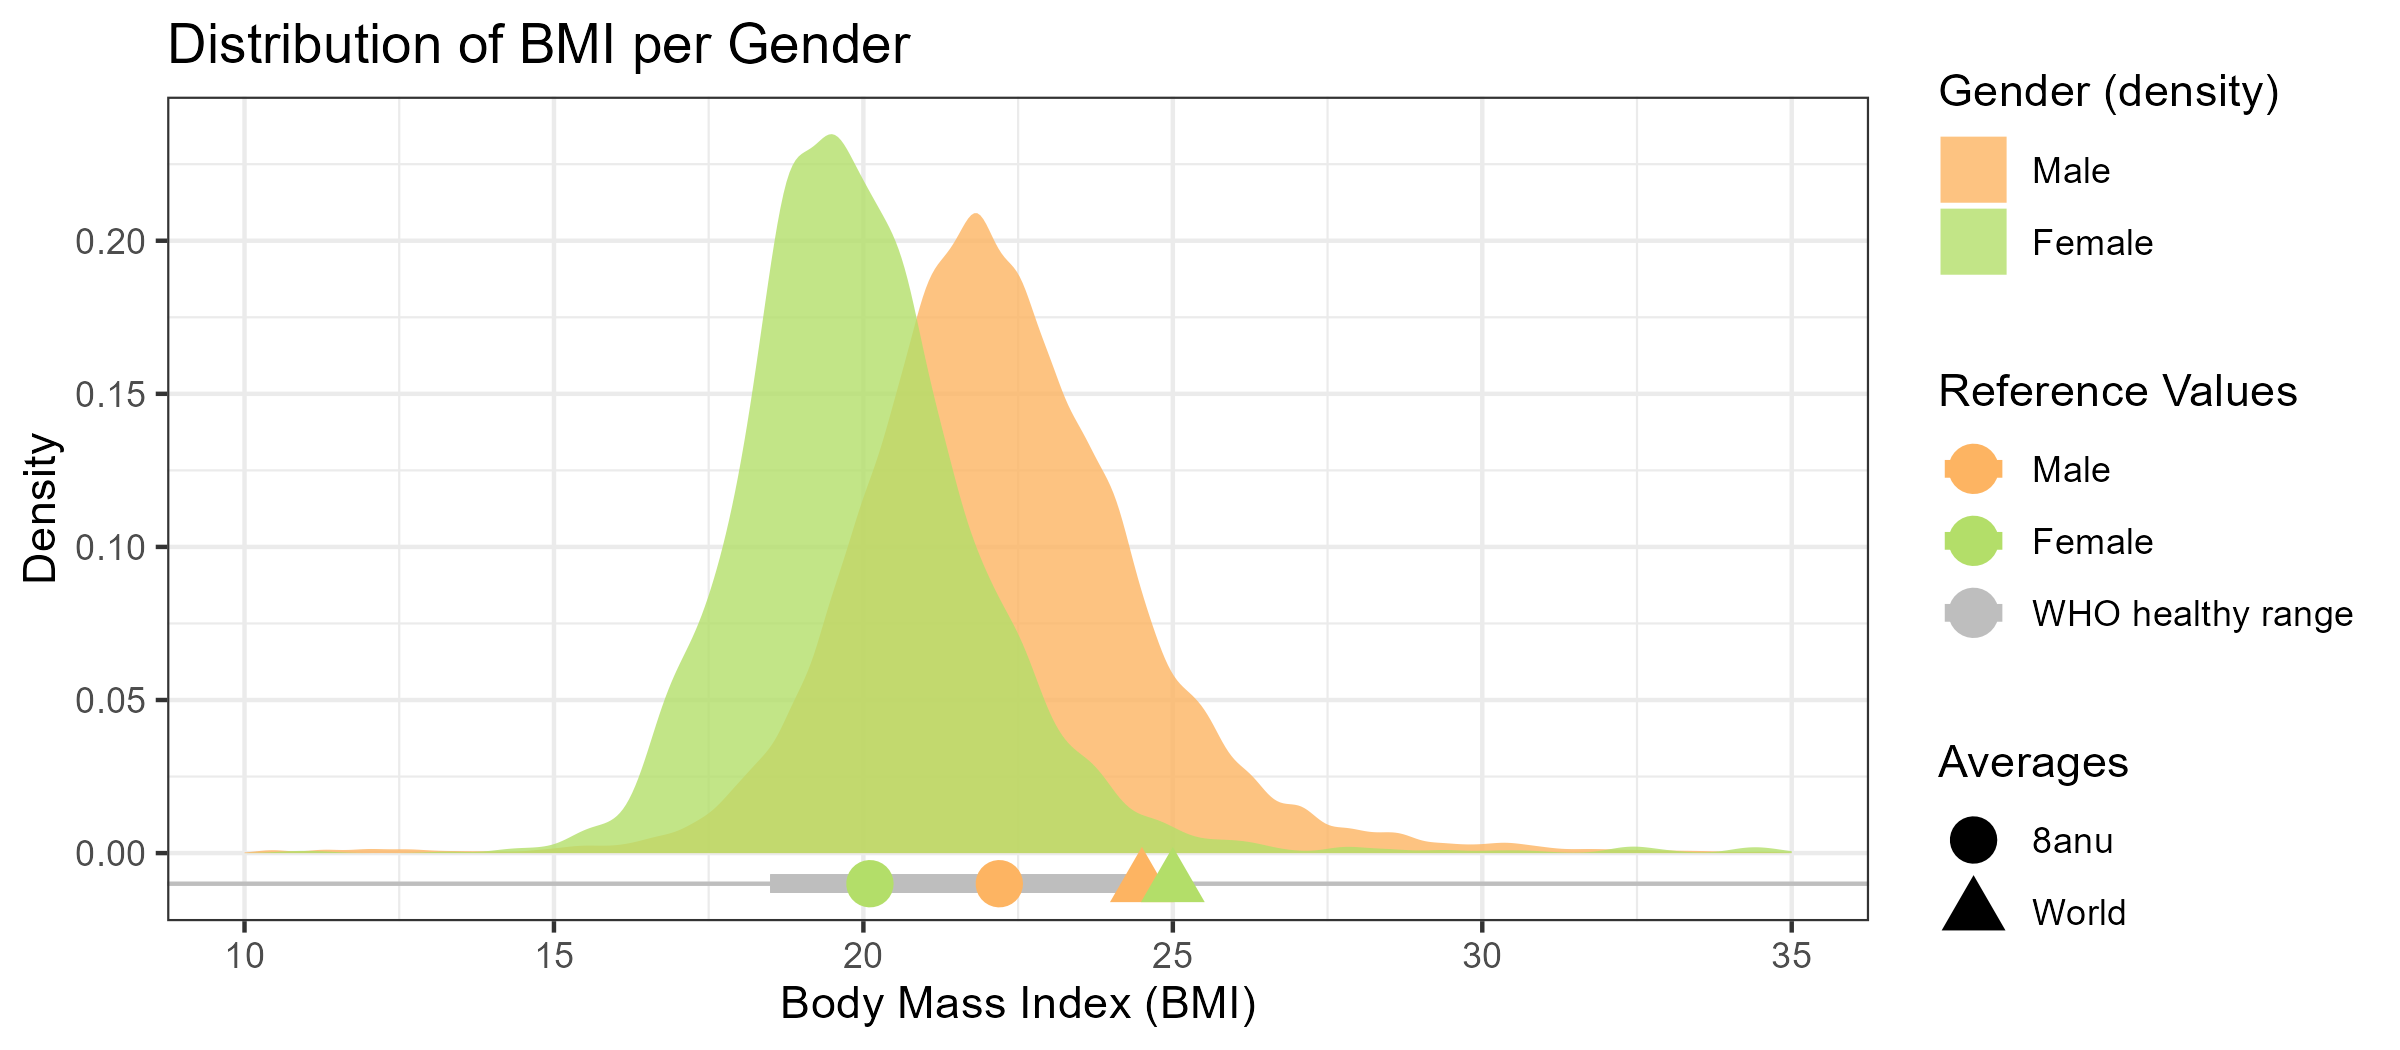 Distribution of BMI per Gender
Density
0.20
0.15
0.10
0.05
0.00
10 15 20 25 30 35
Body Mass Index (BMI)
Gender (density)
Male
Female
Reference Values
Male
Female
WHO healthy range
Averages
8anu
World